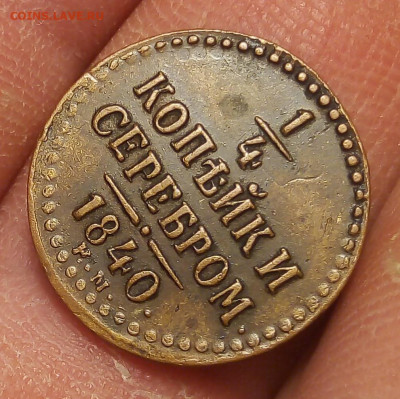 COINS.LAVE.RU
1/4
КОПѢЙКИ
СЕРЕБРОМ.
1840.